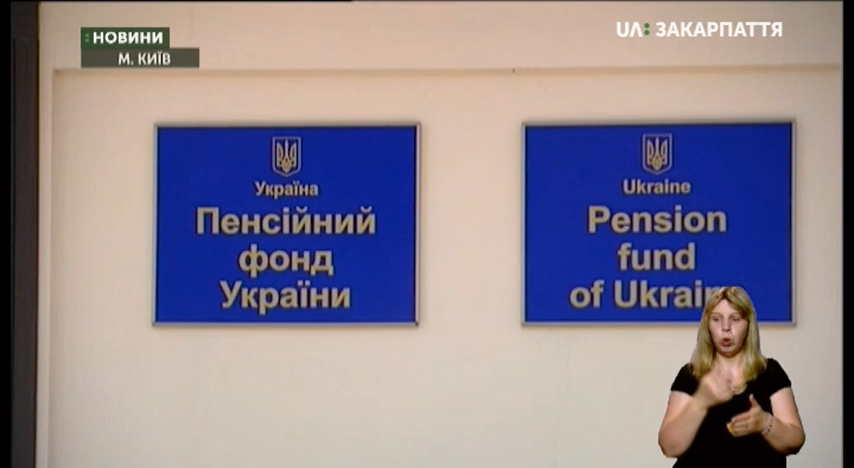 НОВИНИ
М. КИЇВ
UA: ЗАКАРПАТТЯ
Україна
Пенсійний
фонд
України
Ukraine
Pension
fund
of Ukraine